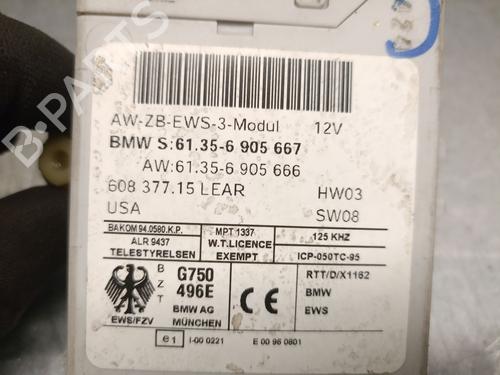 AW-ZB-EWS-3-Modul 12V
BMW S:61.35-6 905 667
AW:61.35-6 905 666
608 377.15 LEAR HW03
USA SW08
BAKOM 94.0580.K.P. MPT 1337 125 KHZ
ALR 9437 W.T.LICENCE
TELESTYRELSEN EXEMPT ICP-050TC-95
BZT G750 RTT/D/X1162
496E BMW
BMW AG EWS
EWS/FZV MÜNCHEN CE
e1 I-00 0221 E 00 96 0801
B-PARTS